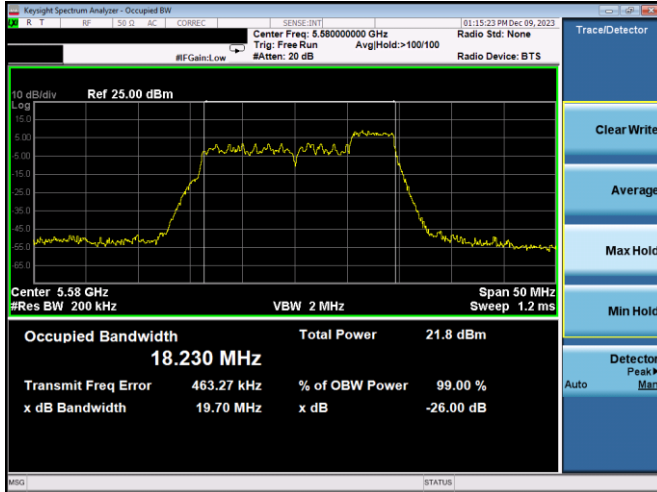 Keysight Spectrum Analyzer - Occupied BW
LXI R T RF 50 Ω AC CORREC SENSE:INT 01:15:23 PM Dec 09, 2023
Center Freq: 5.580000000 GHz Radio Std: None
Trig: Free Run Avg|Hold:>100/100
#IFGain:Low #Atten: 20 dB Radio Device: BTS
Trace/Detector
10 dB/div Ref 25.00 dBm
Log
15.0
5.00
-5.00
-15.0
-25.0
-35.0
-45.0
-55.0
-65.0
Center 5.58 GHz Span 50 MHz
#Res BW 200 kHz VBW 2 MHz Sweep 1.2 ms
Occupied Bandwidth Total Power 21.8 dBm
18.230 MHz
Transmit Freq Error 463.27 kHz % of OBW Power 99.00 %
x dB Bandwidth 19.70 MHz x dB -26.00 dB
Clear Write
Average
Max Hold
Min Hold
Detector
Peak▶
Auto Man
MSG STATUS